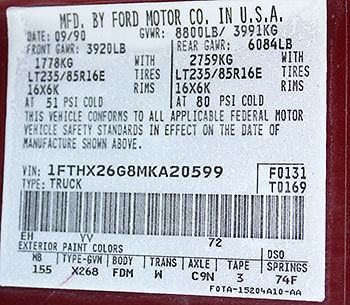 MFD. BY FORD MOTOR CO. IN U.S.A.
DATE: 09/90 GVWR: 8800LB/ 3991KG
FRONT GAWR: 3920LB REAR GAWR: 6084LB
1778KG WITH 2759KG WITH
LT235/85R16E TIRES LT235/85R16E TIRES
16X6K RIMS 16X6K RIMS
AT 51 PSI COLD AT 80 PSI COLD
THIS VEHICLE CONFORMS TO ALL APPLICABLE FEDERAL MOTOR
VEHICLE SAFETY STANDARDS IN EFFECT ON THE DATE OF
MANUFACTURE SHOWN ABOVE.
VIN: 1FTHX26G8MKA20599 F0131
TYPE: TRUCK T0169
EH YV 72
EXTERIOR PAINT COLORS DSO
WB TYPE-GVW BODY TRANS AXLE TAPE SPRINGS
155 X268 FDM W C9N 3 74F
F0TA-15204A10-AA